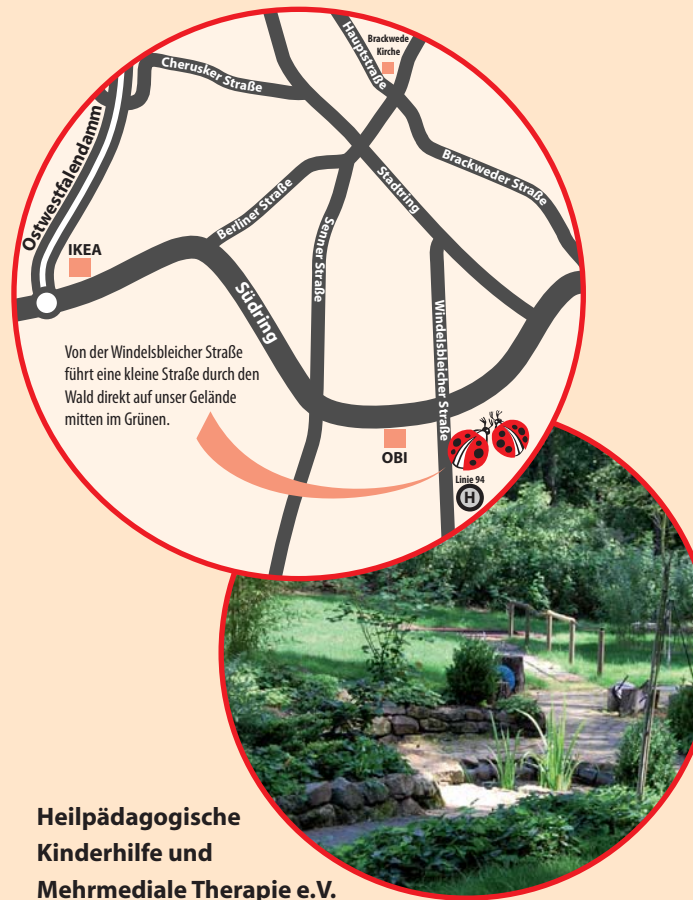 Hauptstraße
Brackwede
Kirche
Cherusker Straße
Ostwestfalendamm
Brackweder Straße
Stadtring
Berliner Straße
Senner Straße
IKEA
Südring
Windelsbleicher Straße
Von der Windelsbleicher Straße
führt eine kleine Straße durch den
Wald direkt auf unser Gelände
mitten im Grünen.
OBI
Linie 94
H
Heilpädagogische
Kinderhilfe und
Mehrmediale Therapie e.V.